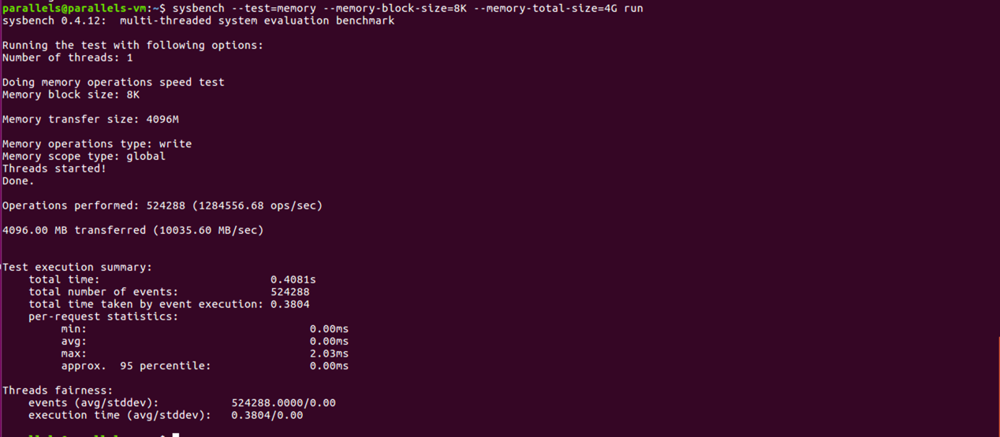 parallels@parallels-vm:~$ sysbench --test=memory --memory-block-size=8K --memory-total-size=4G run
sysbench 0.4.12:  multi-threaded system evaluation benchmark
Running the test with following options:
Number of threads: 1
Doing memory operations speed test
Memory block size: 8K
Memory transfer size: 4096M
Memory operations type: write
Memory scope type: global
Threads started!
Done.
Operations performed: 524288 (1284556.68 ops/sec)
4096.00 MB transferred (10035.60 MB/sec)
Test execution summary:
total time:                          0.4081s
total number of events:              524288
total time taken by event execution: 0.3804
per-request statistics:
min:                                  0.00ms
avg:                                  0.00ms
max:                                  2.03ms
approx.  95 percentile:               0.00ms
Threads fairness:
events (avg/stddev):           524288.0000/0.00
execution time (avg/stddev):   0.3804/0.00